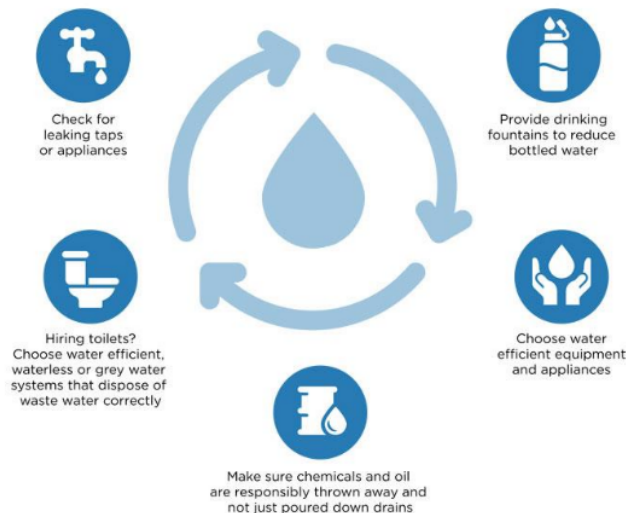 Check for
leaking taps
or appliances
Provide drinking
fountains to reduce
bottled water
Hiring toilets?
Choose water efficient,
waterless or grey water
systems that dispose of
waste water correctly
Choose water
efficient equipment
and appliances
Make sure chemicals and oil
are responsibly thrown away and
not just poured down drains